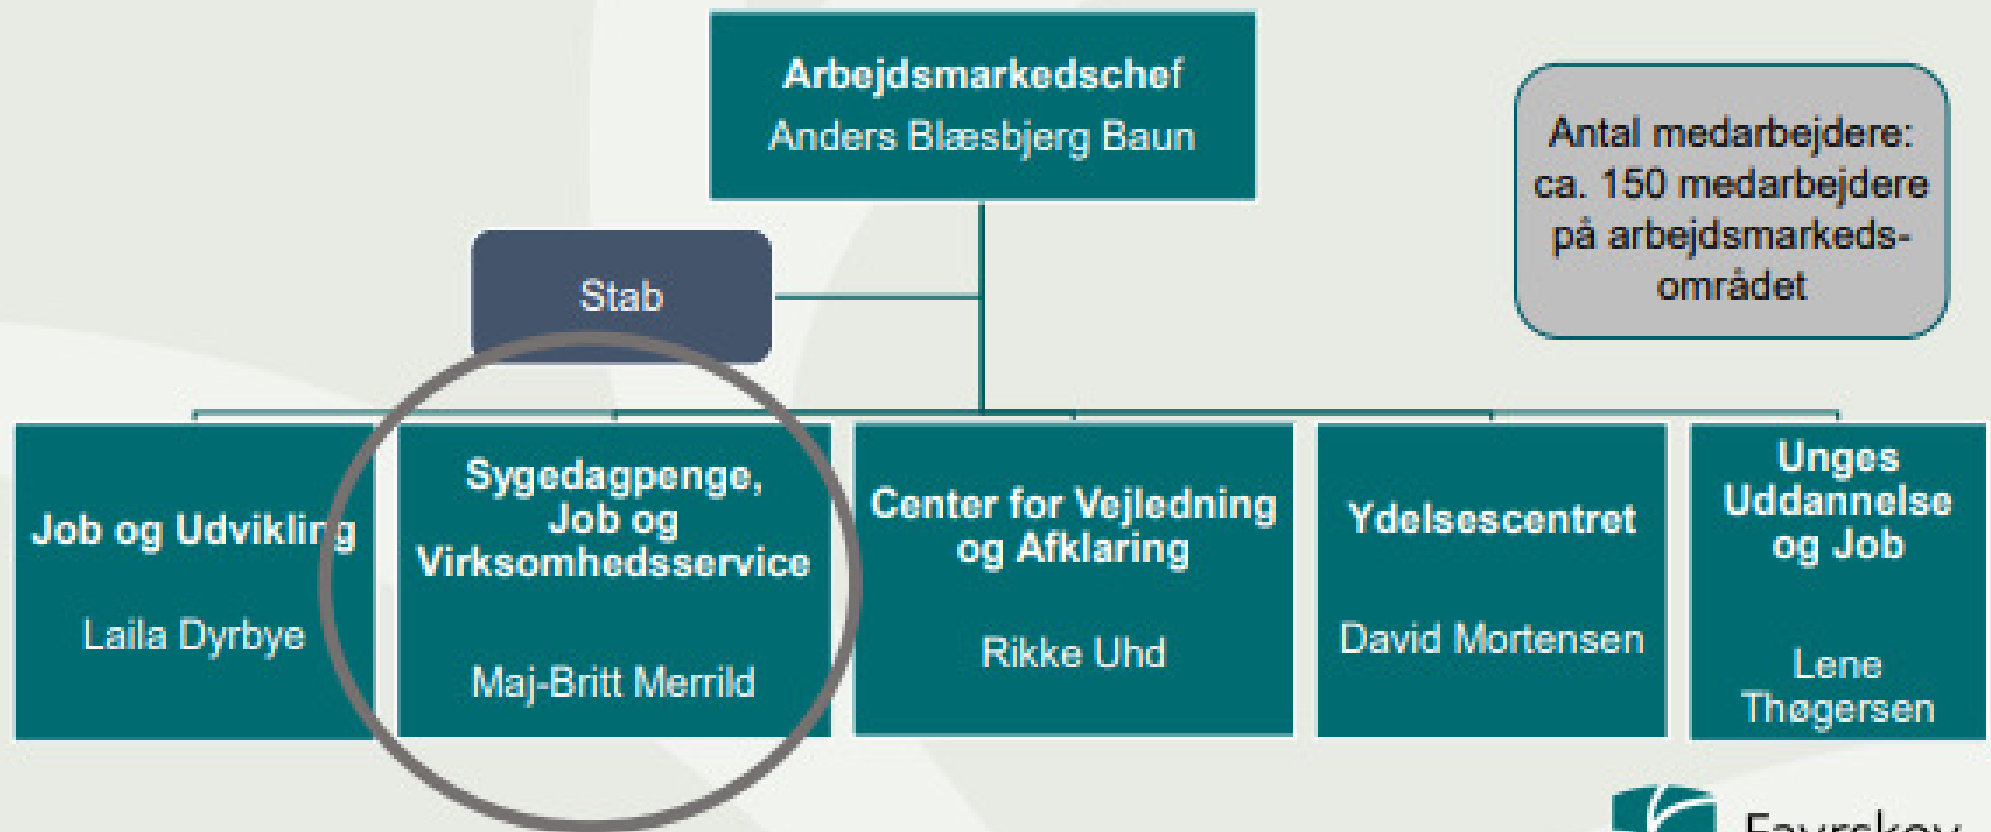 Arbejdsmarkedschef
Anders Blæsbjerg Baun
Antal medarbejdere:
ca. 150 medarbejdere
på arbejdsmarkeds-
området
Stab
Job og Udvikling
Laila Dyrbye
Sygedagpenge,
Job og
Virksomhedsservice
Maj-Britt Merrild
Center for Vejledning
og Afklaring
Rikke Uhd
Ydelsescentret
David Mortensen
Unges
Uddannelse
og Job
Lene
Thøgersen
Favrskov